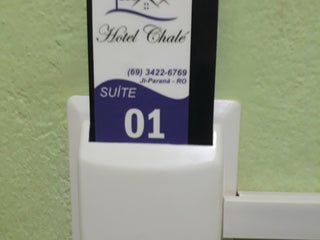 Hotel Chalé
(69) 3422-6769
Ji-Paraná - RO
SUÍTE
01